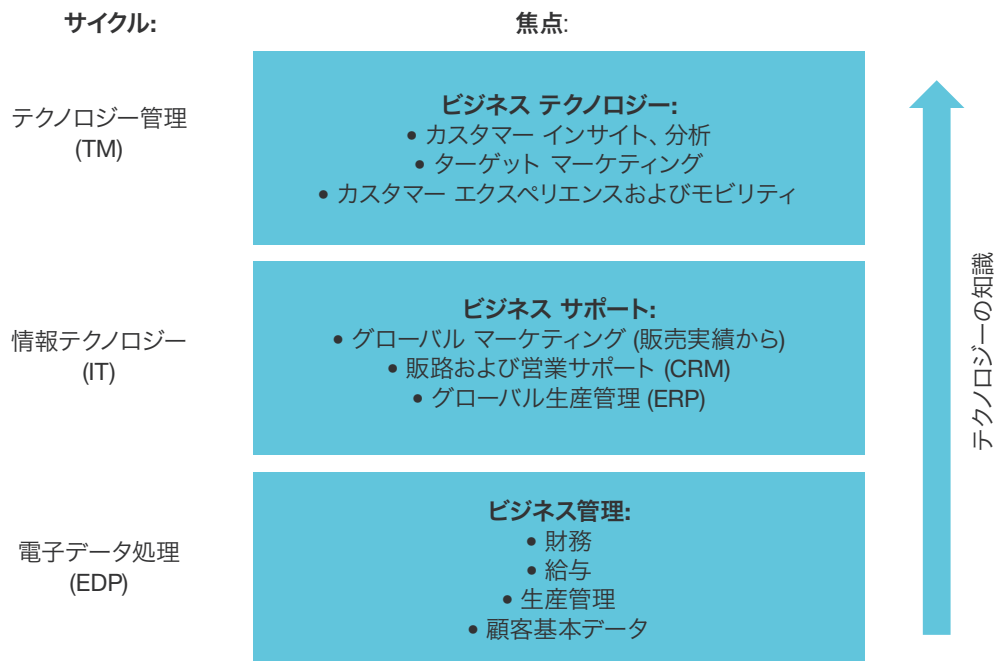 サイクル:
焦点:
テクノロジー管理
(TM)
ビジネス テクノロジー:
• カスタマー インサイト、分析
• ターゲット マーケティング
• カスタマー エクスペリエンスおよびモビリティ
情報テクノロジー
(IT)
ビジネス サポート:
• グローバル マーケティング (販売実績から)
• 販路および営業サポート (CRM)
• グローバル生産管理 (ERP)
電子データ処理
(EDP)
ビジネス管理:
• 財務
• 給与
• 生産管理
• 顧客基本データ
テクノロジーの知識